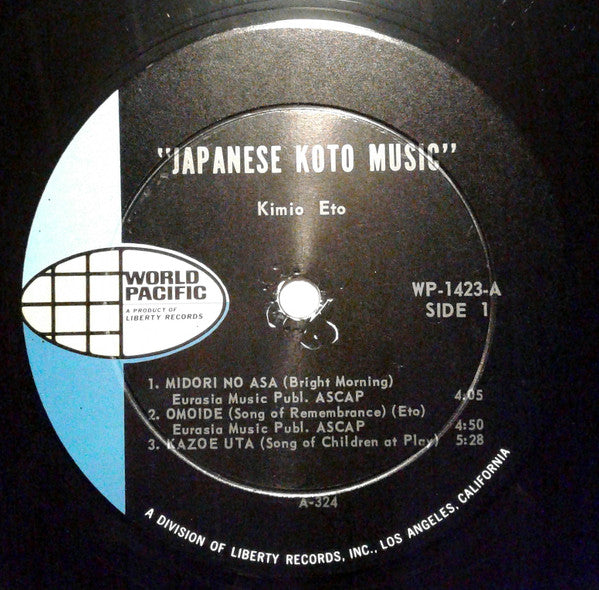 "JAPANESE KOTO MUSIC"
Kimio Eto
WORLD
PACIFIC
A PRODUCT OF
LIBERTY RECORDS
WP-1423-A
SIDE 1
1. MIDORI NO ASA (Bright Morning)
Eurasia Music Publ. ASCAP 4.05
2. OMOIDE (Song of Remembrance) (Eto)
Eurasia Music Publ. ASCAP 4:50
3. KAZOE UTA (Song of Children at Play) 5:28
A-324
A DIVISION OF LIBERTY RECORDS, INC., LOS ANGELES, CALIFORNIA